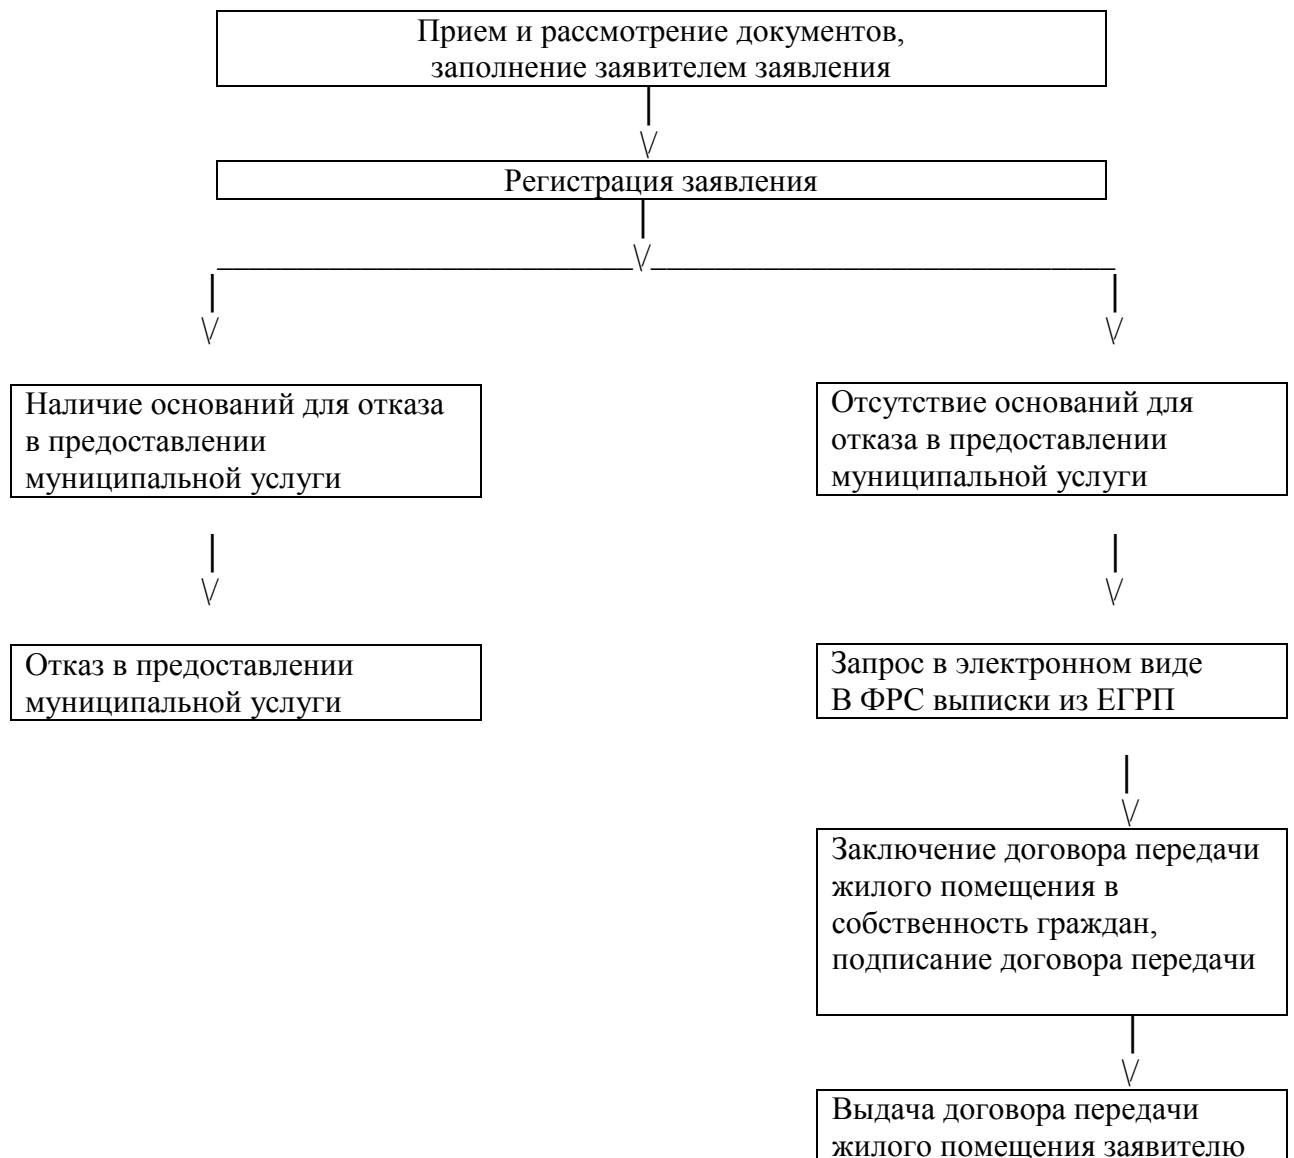 Прием и рассмотрение документов,
заполнение заявителем заявления
Регистрация заявления
Наличие оснований для отказа
в предоставлении
муниципальной услуги
Отсутствие оснований для
отказа в предоставлении
муниципальной услуги
Отказ в предоставлении
муниципальной услуги
Запрос в электронном виде
В ФРС выписки из ЕГРП
Заключение договора передачи
жилого помещения в
собственность граждан,
подписание договора передачи
Выдача договора передачи
жилого помещения заявителю